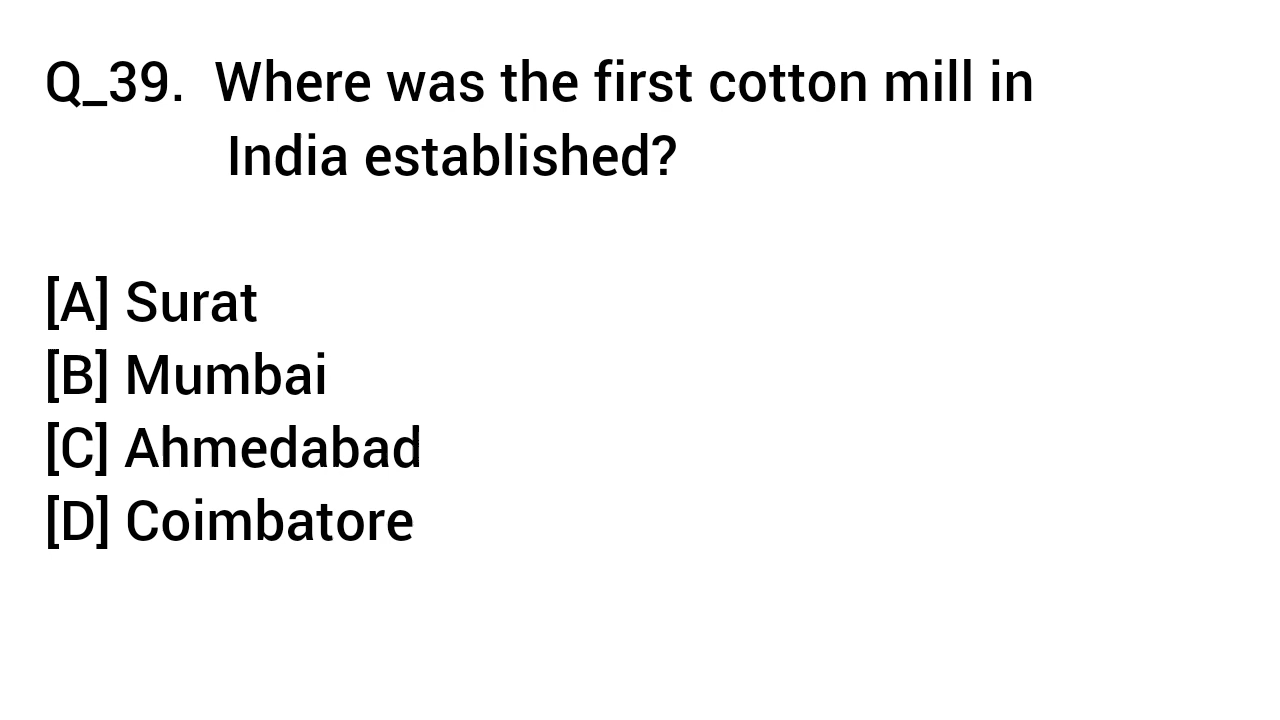 Q_39. Where was the first cotton mill in
India established?
[A] Surat
[B] Mumbai
[C] Ahmedabad
[D] Coimbatore